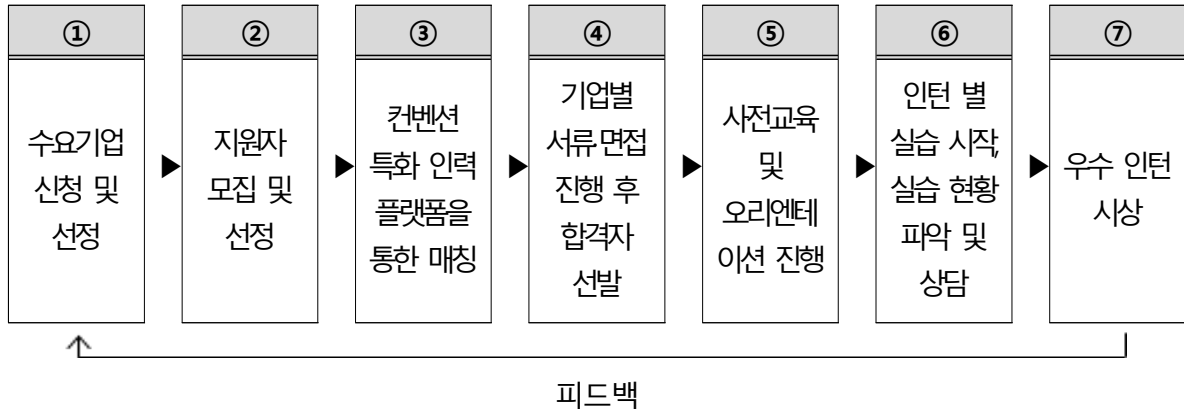 ①
수요기업
신청 및
선정
②
지원자
모집 및
선정
③
컨벤션
특화 인력
플랫폼을
통한 매칭
④
기업별
서류면접
진행 후
합격자
선발
⑤
사전교육
및
오리엔테
이션 진행
⑥
인턴 별
실습 시작,
실습 현황
파악 및
상담
⑦
우수 인턴
시상
피드백